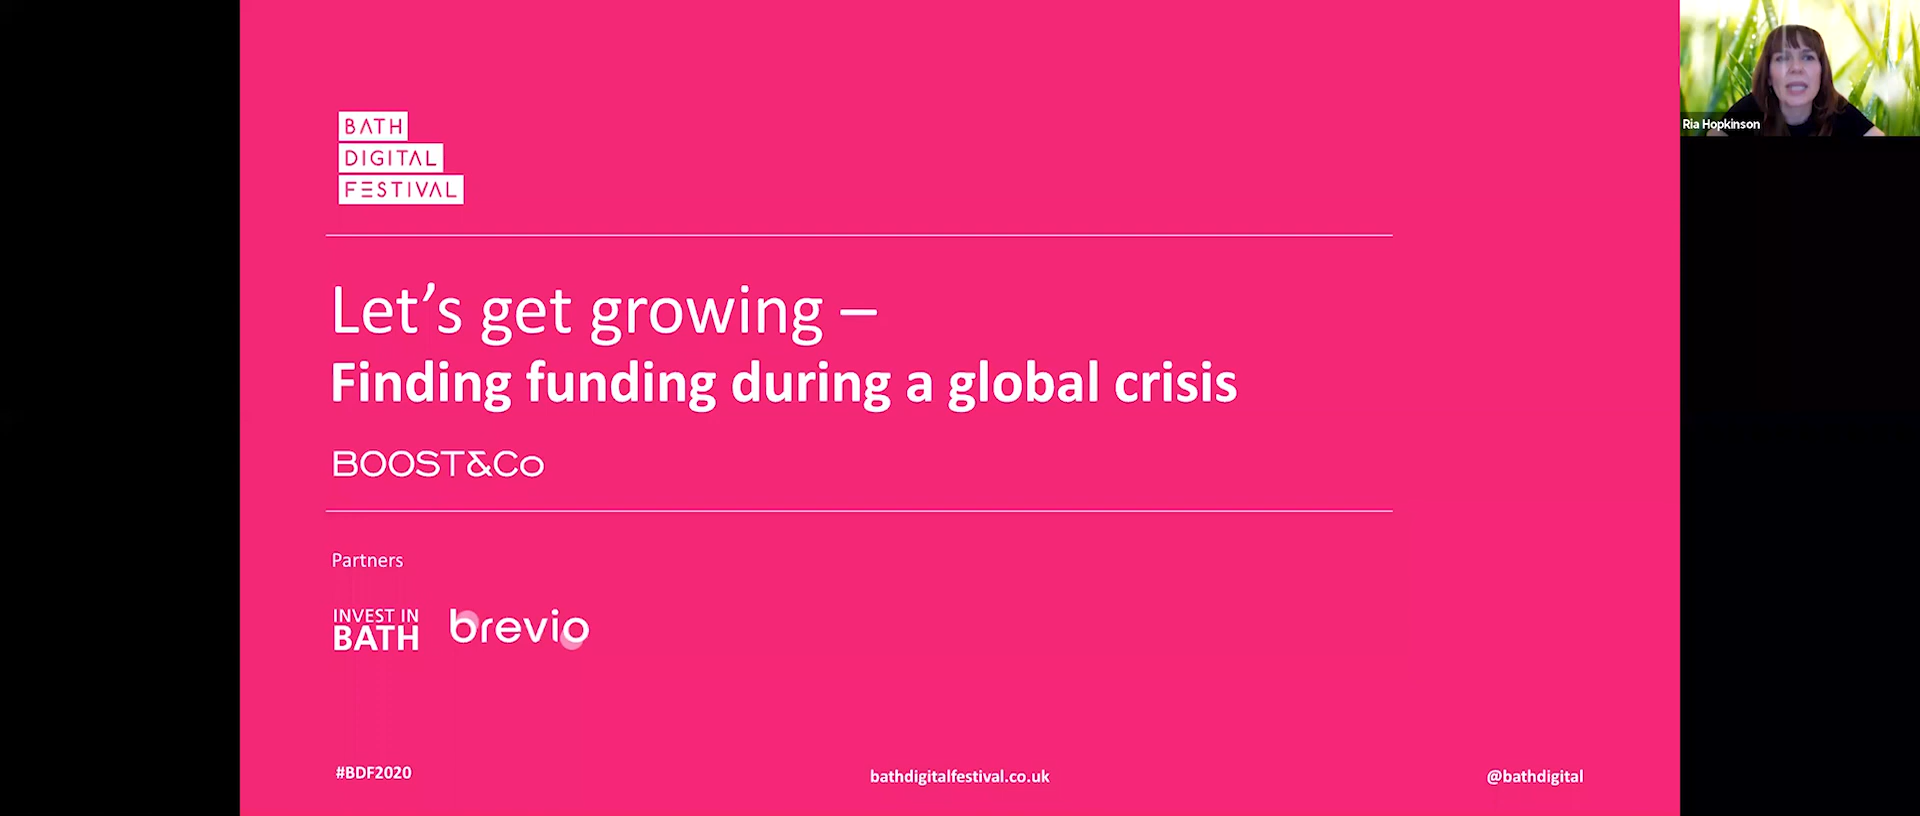 BATH
DIGITAL
FESTIVAL
Let's get growing –
Finding funding during a global crisis
BOOST&Co
Partners
INVEST IN
BATH
brevio
#BDF2020
bathdigitalfestival.co.uk
@bathdigital
Ria Hopkinson